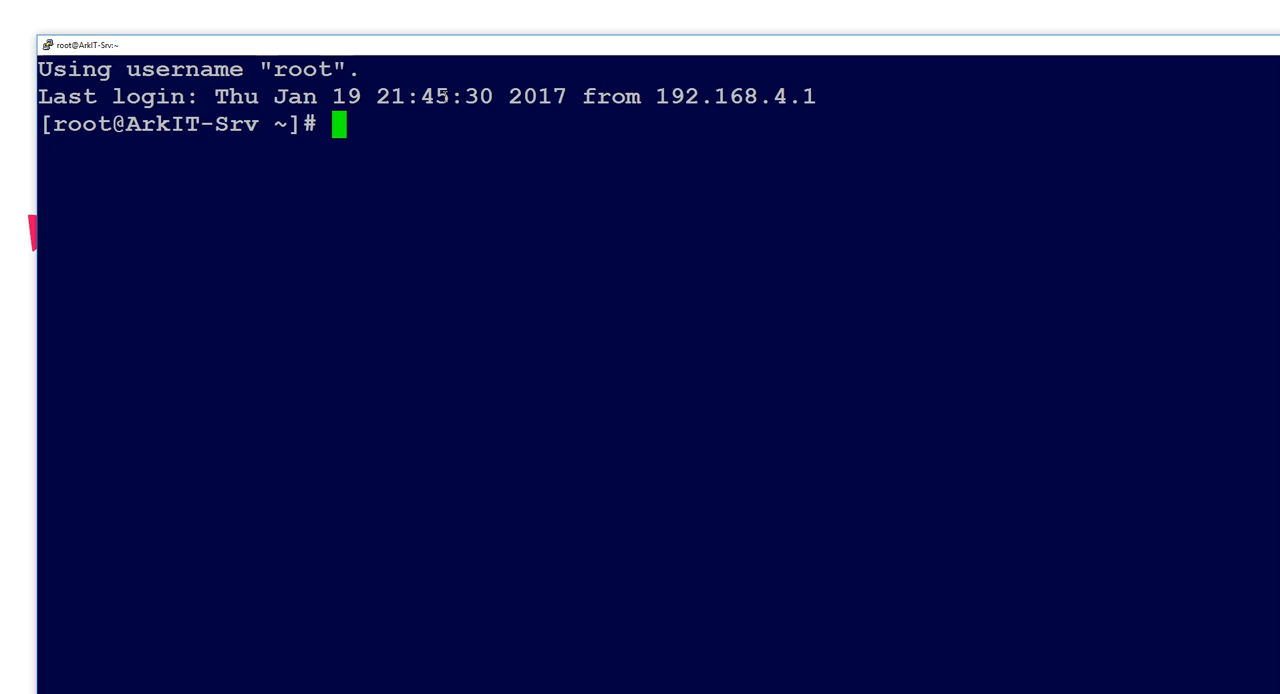 root@ArkIT-Srv:~
Using username "root".
Last login: Thu Jan 19 21:45:30 2017 from 192.168.4.1
[root@ArkIT-Srv ~]#